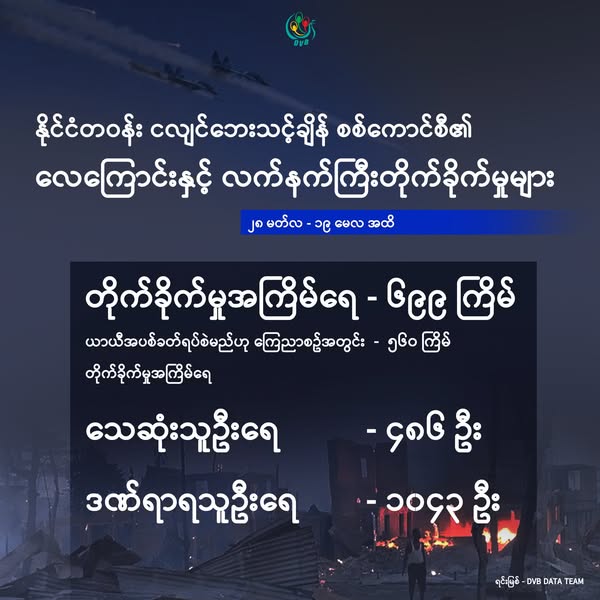 DVB
နိုင်ငံတဝန်း ငလျင်ဘေးသင့်ချိန် စစ်ကောင်စီ၏
လေကြောင်းနှင့် လက်နက်ကြီးတိုက်ခိုက်မှုများ
၂၈ မတ်လ - ၁၉ မေလ အထိ
တိုက်ခိုက်မှုအကြိမ်ရေ - ၆၉၉ ကြိမ်
ယာယီအပစ်ခတ်ရပ်စဲမည်ဟု ကြေညာစဉ်အတွင်း - ၅၆၀ ကြိမ်
တိုက်ခိုက်မှုအကြိမ်ရေ
သေဆုံးသူဦးရေ - ၄၈၆ ဦး
ဒဏ်ရာရသူဦးရေ - ၁၀၄၃ ဦး
ရင်းမြစ် - DVB DATA TEAM